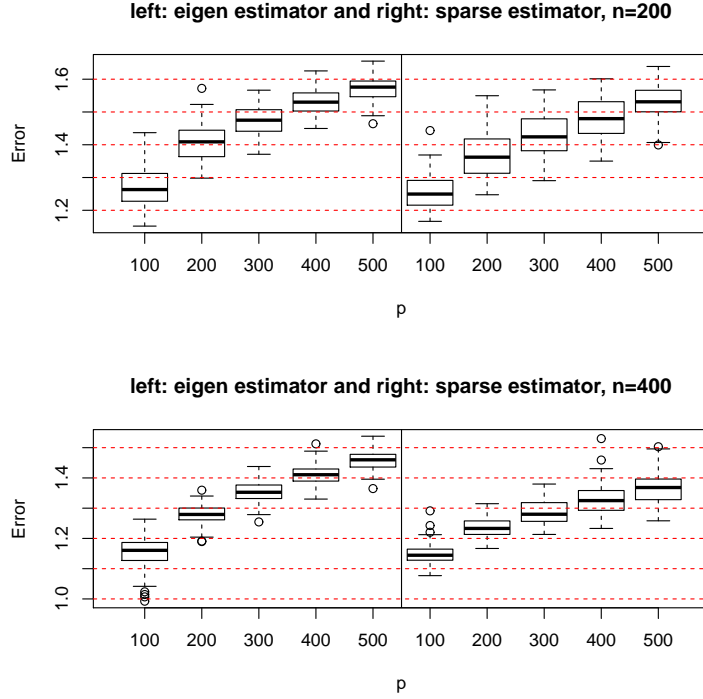 left: eigen estimator and right: sparse estimator, n=200
Error
1.6
1.4
1.2
100 200 300 400 500 100 200 300 400 500
p
left: eigen estimator and right: sparse estimator, n=400
Error
1.4
1.2
1.0
100 200 300 400 500 100 200 300 400 500
p